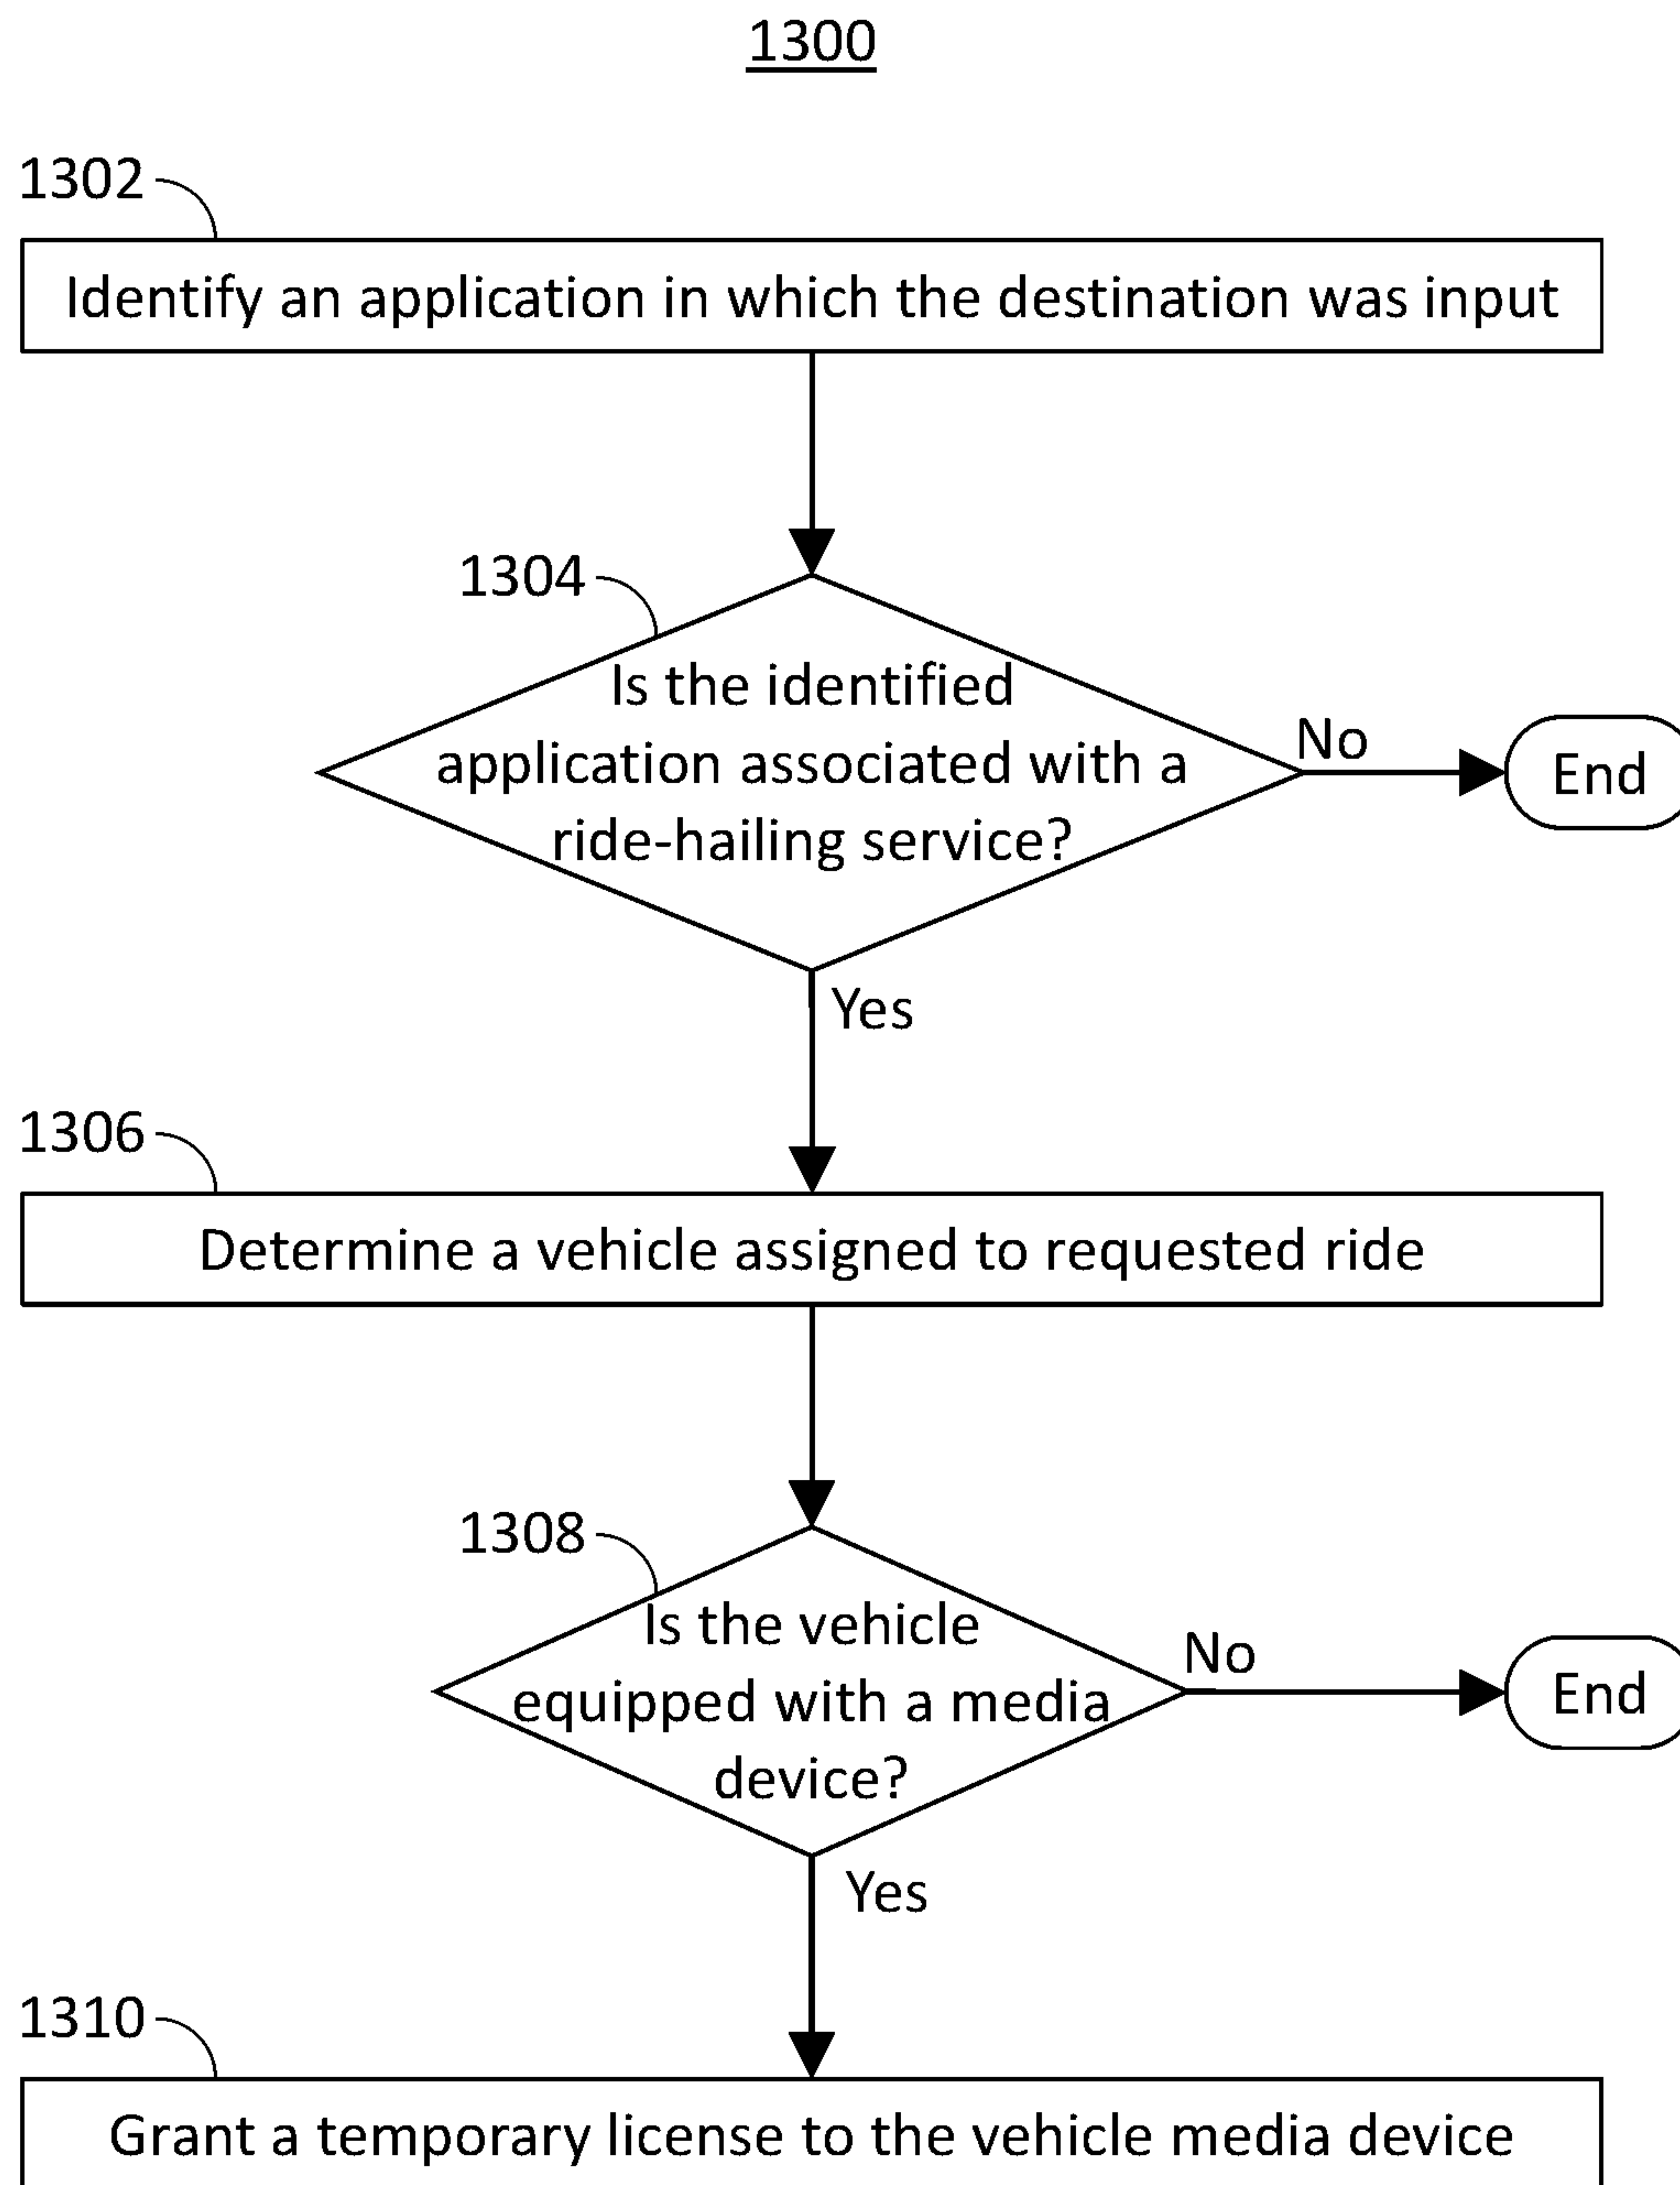 1300
1302
Identify an application in which the destination was input
1304
Is the identified
application associated with a
ride-hailing service?
No
End
Yes
1306
Determine a vehicle assigned to requested ride
1308
Is the vehicle
equipped with a media
device?
No
End
Yes
1310
Grant a temporary license to the vehicle media device